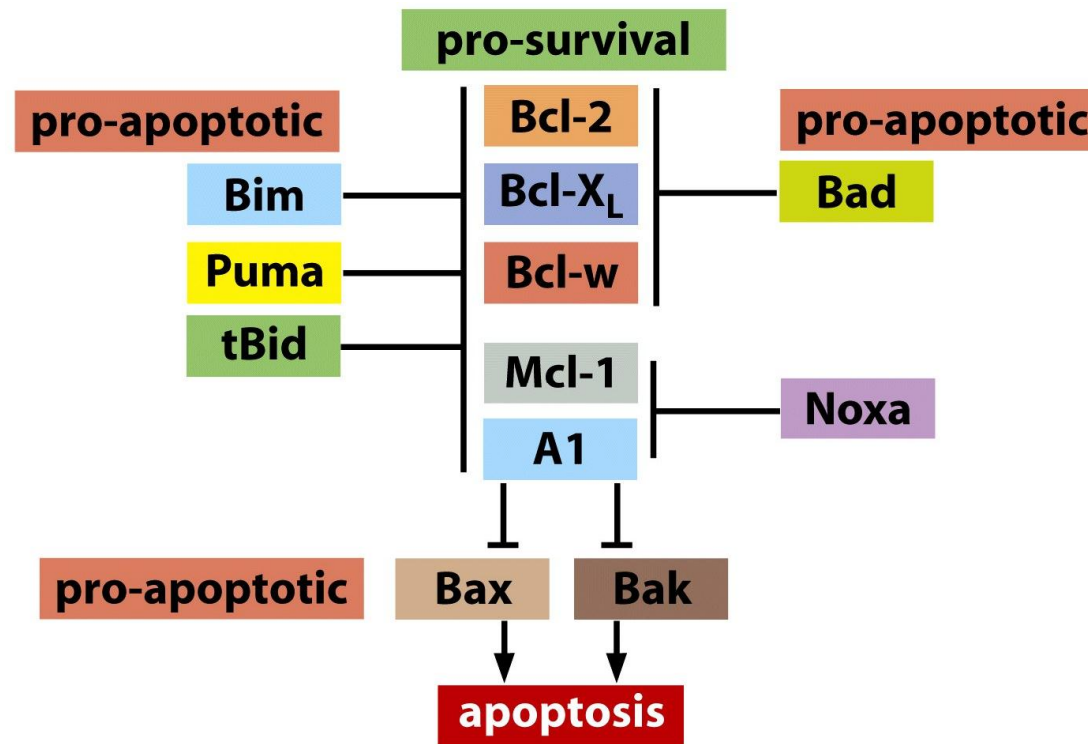 pro-survival
pro-apoptotic
Bcl-2
pro-apoptotic
Bim
Bcl-XL
Bad
Puma
Bcl-w
tBid
Mcl-1
Noxa
A1
pro-apoptotic
Bax
Bak
apoptosis